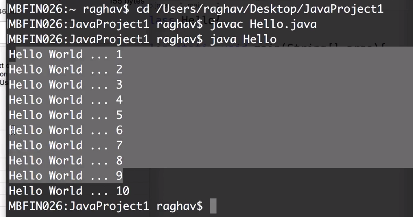 MBFIN026:~ raghav$ cd /Users/raghav/Desktop/JavaProject1
MBFIN026:JavaProject1 raghav$ javac Hello.java
MBFIN026:JavaProject1 raghav$ java Hello
Hello World ... 1
Hello World ... 2
Hello World ... 3
Hello World ... 4
Hello World ... 5
Hello World ... 6
Hello World ... 7
Hello World ... 8
Hello World ... 9
Hello World ... 10
MBFIN026:JavaProject1 raghav$